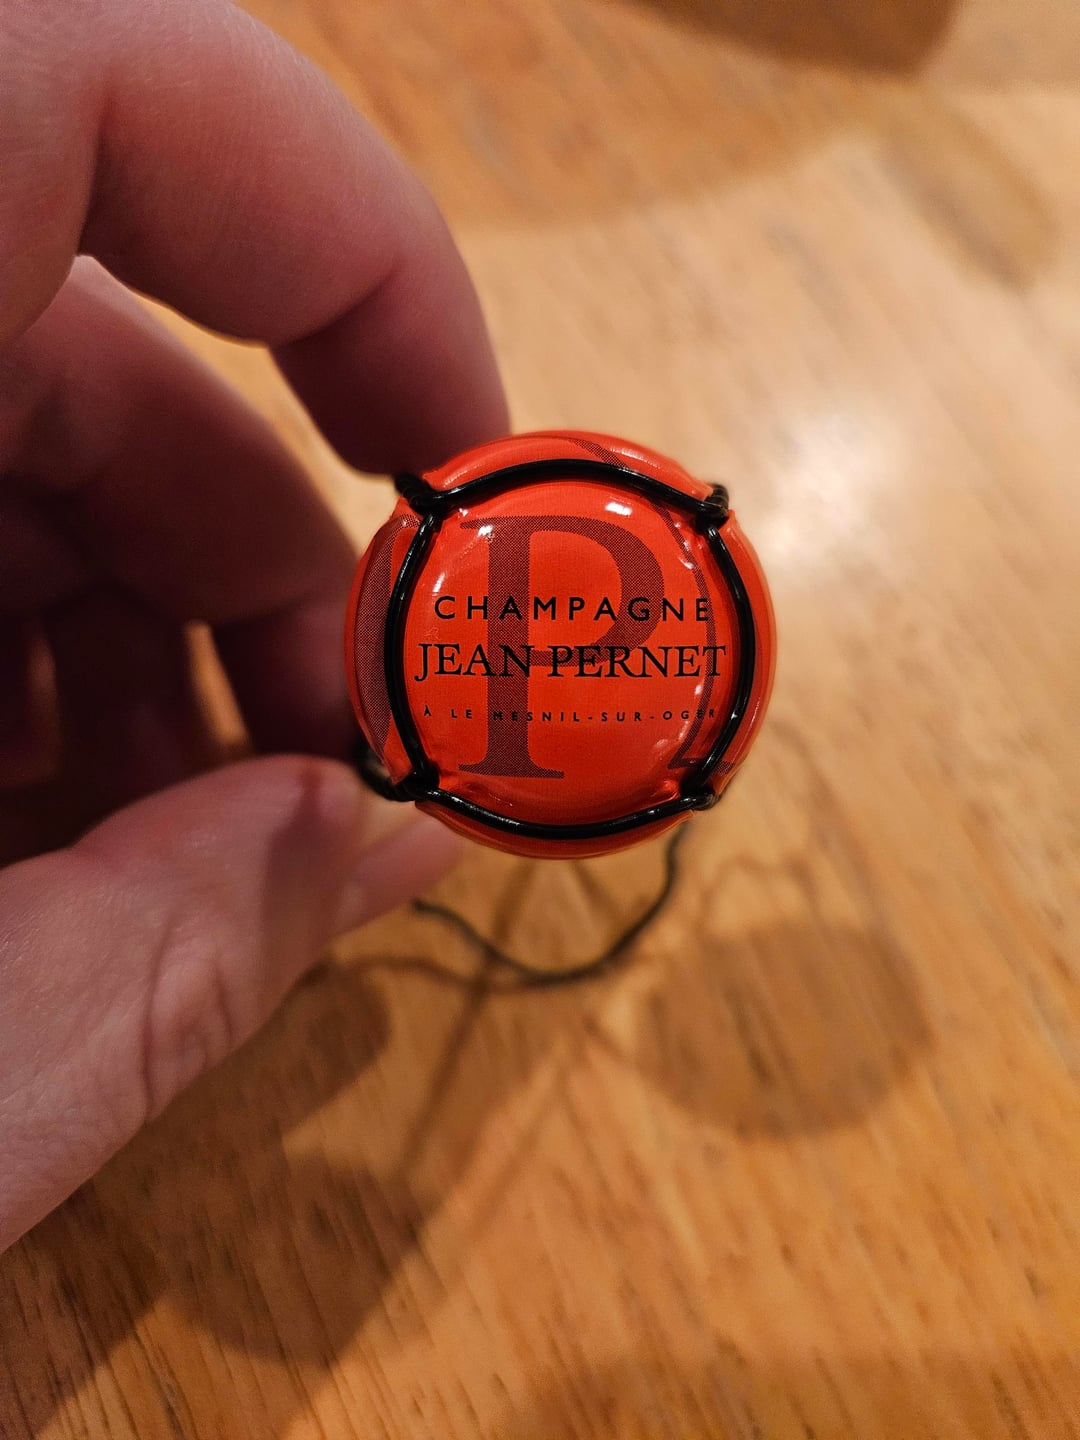 P
CHAMPAGNE
JEAN PERNET
À LE MESNIL-SUR-OGER